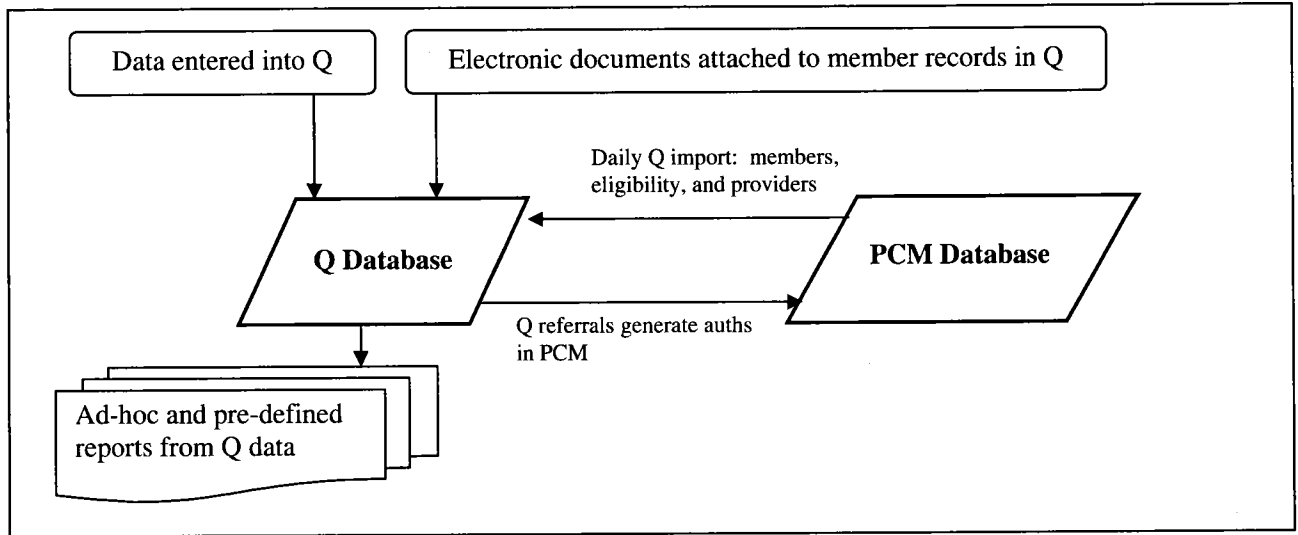 Data entered into Q
Electronic documents attached to member records in Q
Daily Q import:  members,
eligibility, and providers
Q Database
PCM Database
Q referrals generate auths
in PCM
Ad-hoc and pre-defined
reports from Q data